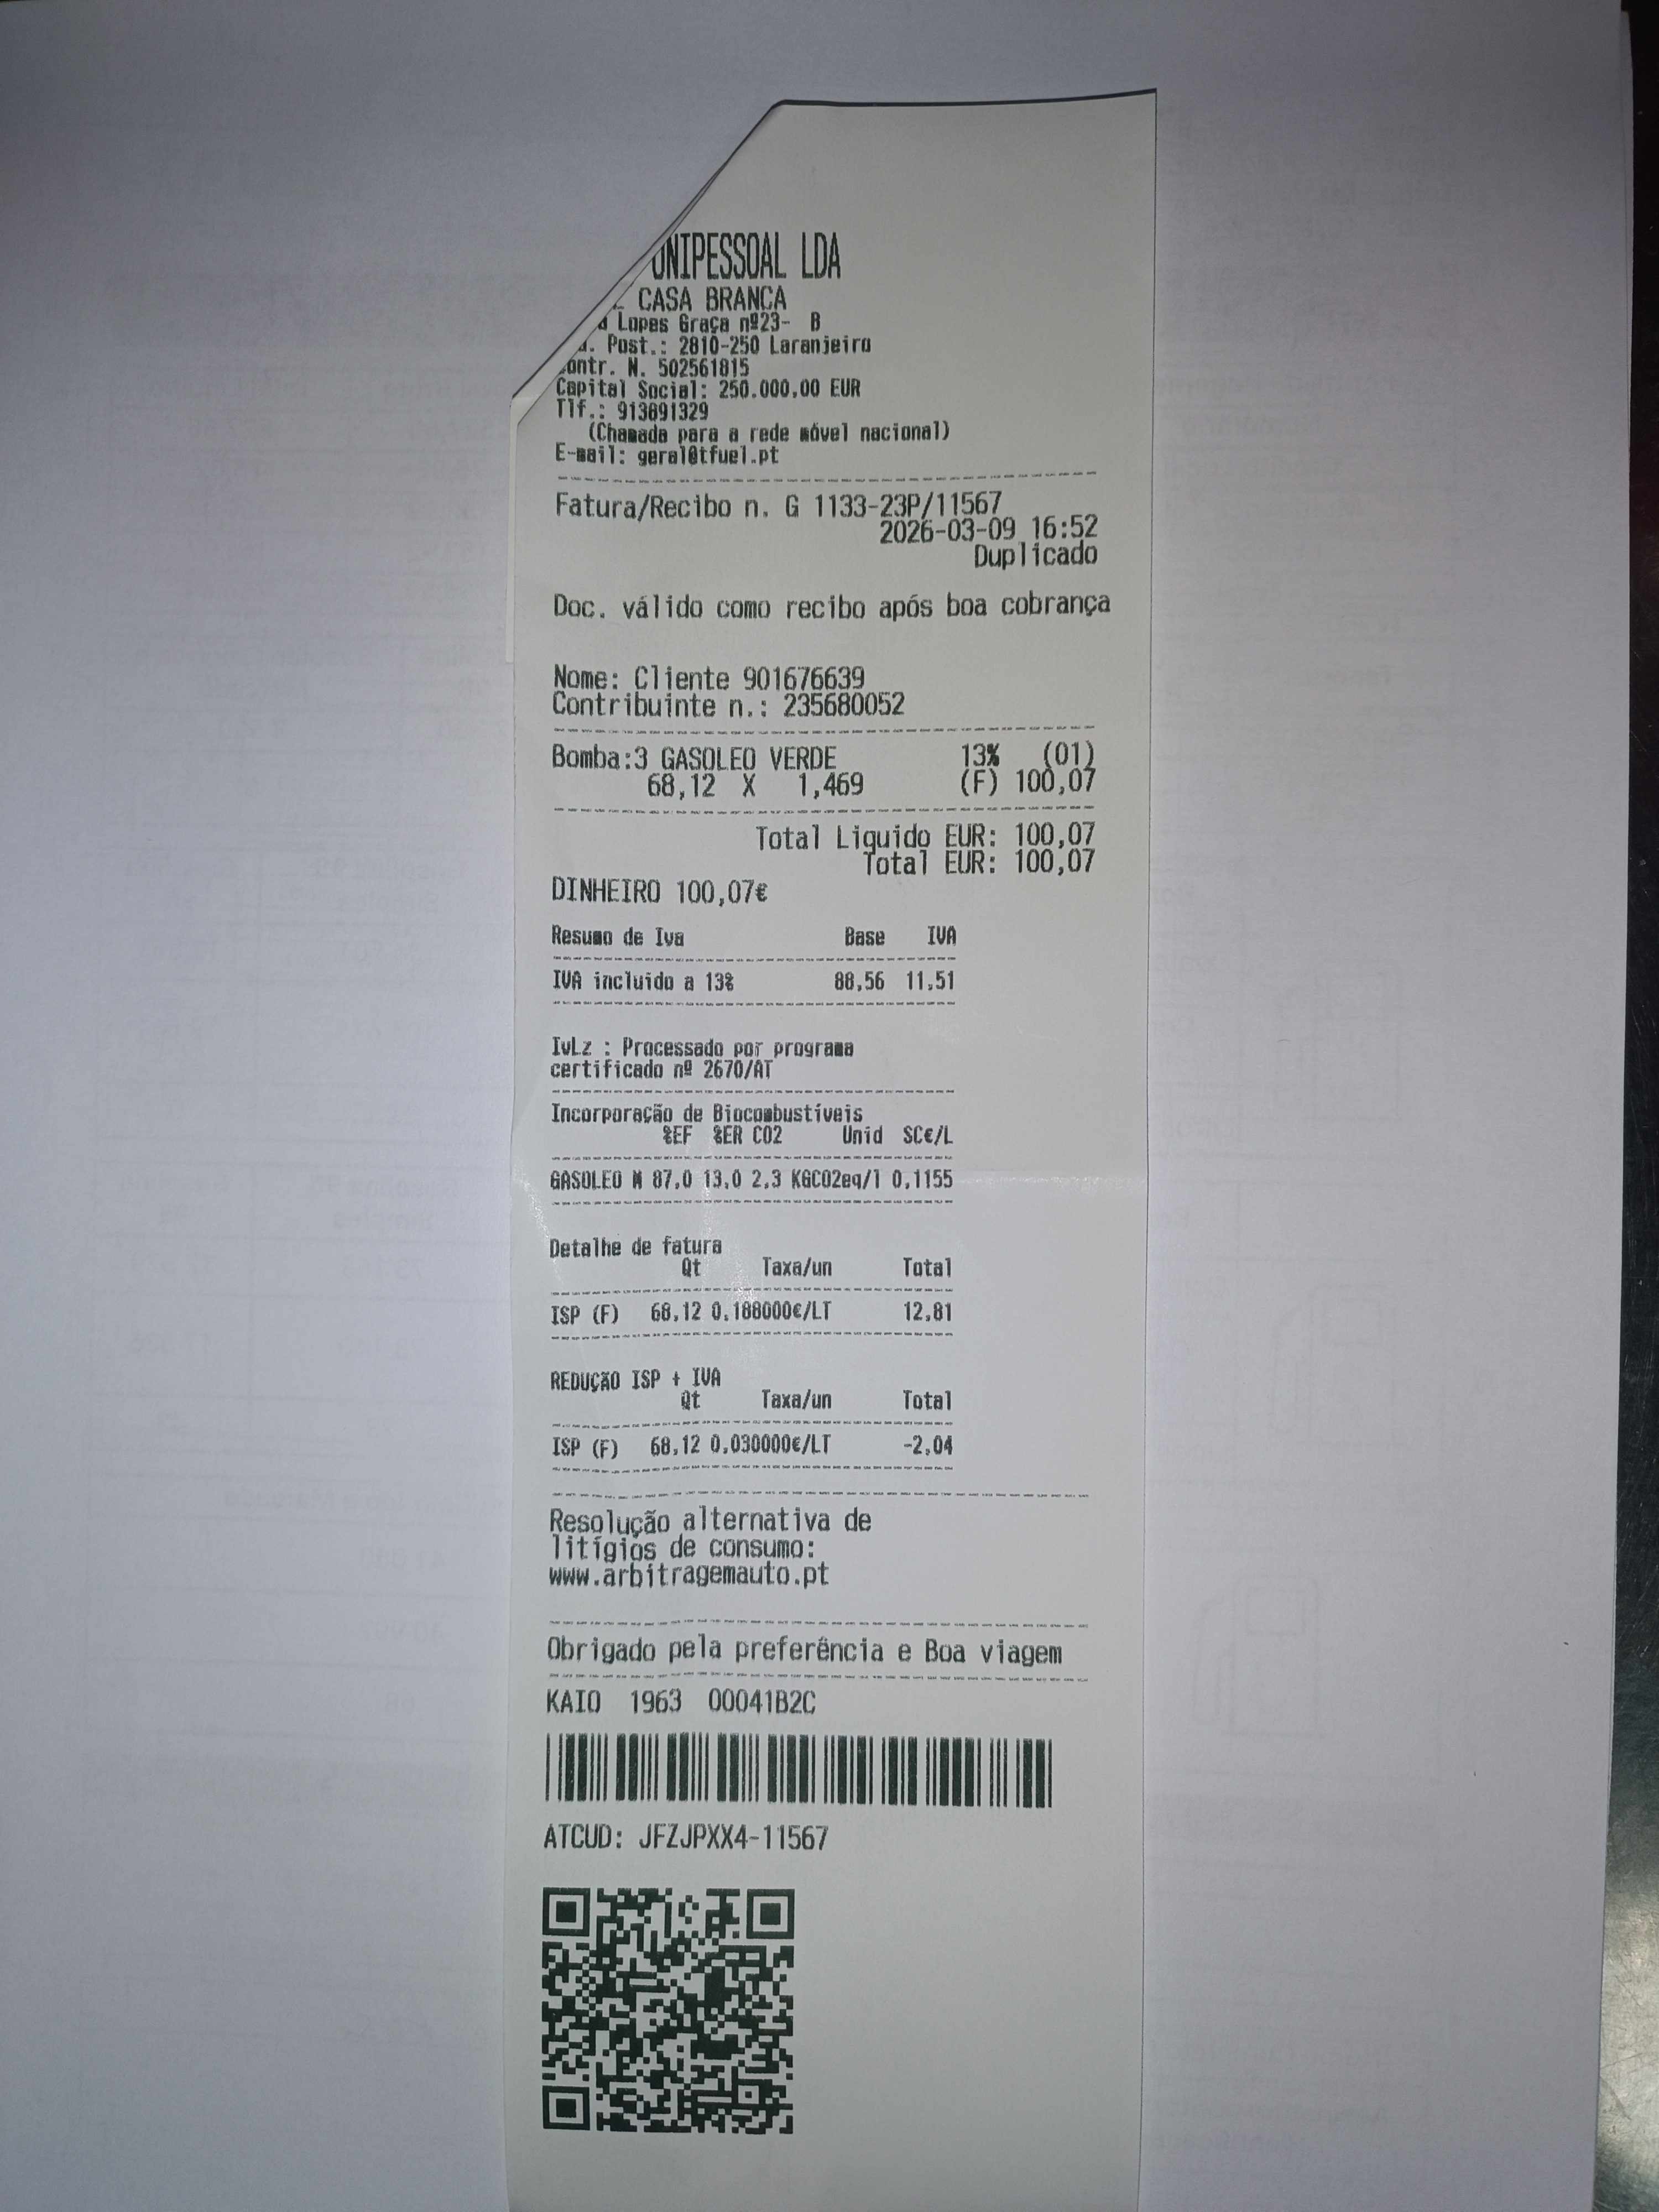 UNIPESSOAL LDA
CASA BRANCA
Lopes Graça nº23- B
Post.: 2810-250 Laranjeiro
Contr. N. 502561815
Capital Social: 250.000,00 EUR
Tlf.: 913891329
(Chamada para a rede móvel nacional)
E-mail: geral@tfuel.pt
Fatura/Recibo n. G 1133-23P/11567
2026-03-09 16:52
Duplicado
Doc. válido como recibo após boa cobrança
Nome: Cliente 901676639
Contribuinte n.: 235680052
Bomba:3 GASOLEO VERDE 13% (01)
68,12 X 1,469 (F) 100,07
Total Liquido EUR: 100,07
Total EUR: 100,07
DINHEIRO 100,07€
Resumo de Iva Base IVA
IVA incluido a 13% 88,56 11,51
IvLz : Processado por programa
certificado nº 2670/AT
Incorporação de Biocombustíveis
%EF %ER CO2 Unid SC€/L
GASOLEO M 87,0 13,0 2,3 KGCO2eq/l 0,1155
Detalhe de fatura
Qt Taxa/un Total
ISP (F) 68,12 0,188000€/LT 12,81
REDUÇÃO ISP + IVA
Qt Taxa/un Total
ISP (F) 68,12 0,030000€/LT -2,04
Resolução alternativa de
litígios de consumo:
www.arbitragemauto.pt
Obrigado pela preferência e Boa viagem
KAIO 1963 00041B2C
ATCUD: JFZJPXX4-11567